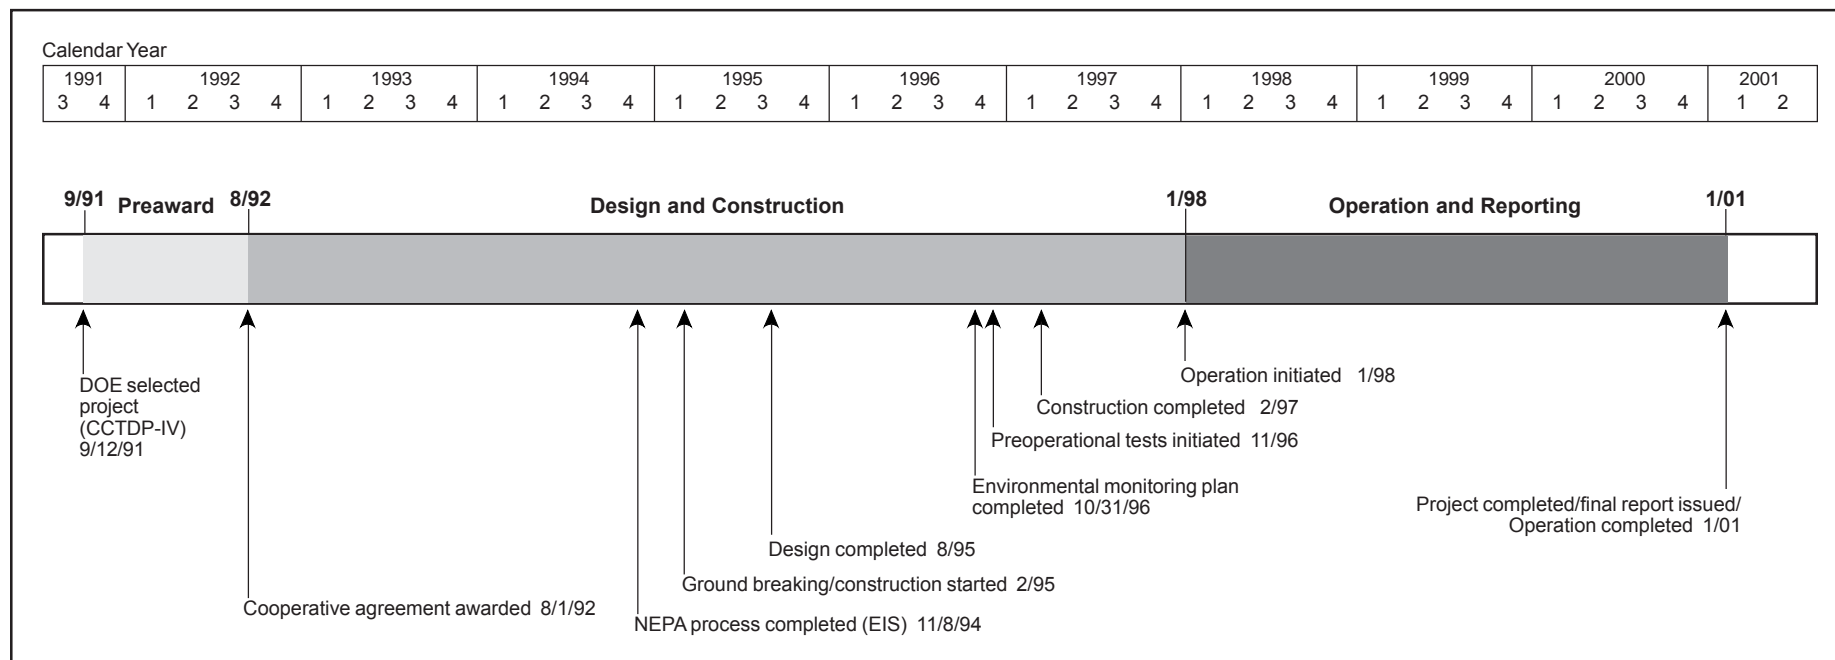 Calendar Year
1991 1992 1993 1994 1995 1996 1997 1998 1999 2000 2001
3 4 1 2 3 4 1 2 3 4 1 2 3 4 1 2 3 4 1 2 3 4 1 2 3 4 1 2 3 4 1 2 3 4 1 2 3 4 1 2
9/91 Preaward 8/92 Design and Construction 1/98 Operation and Reporting 1/01
DOE selected
project
(CCTDP-IV)
9/12/91
Cooperative agreement awarded 8/1/92
NEPA process completed (EIS) 11/8/94
Ground breaking/construction started 2/95
Design completed 8/95
Environmental monitoring plan
completed 10/31/96
Preoperational tests initiated 11/96
Construction completed 2/97
Operation initiated 1/98
Project completed/final report issued/
Operation completed 1/01